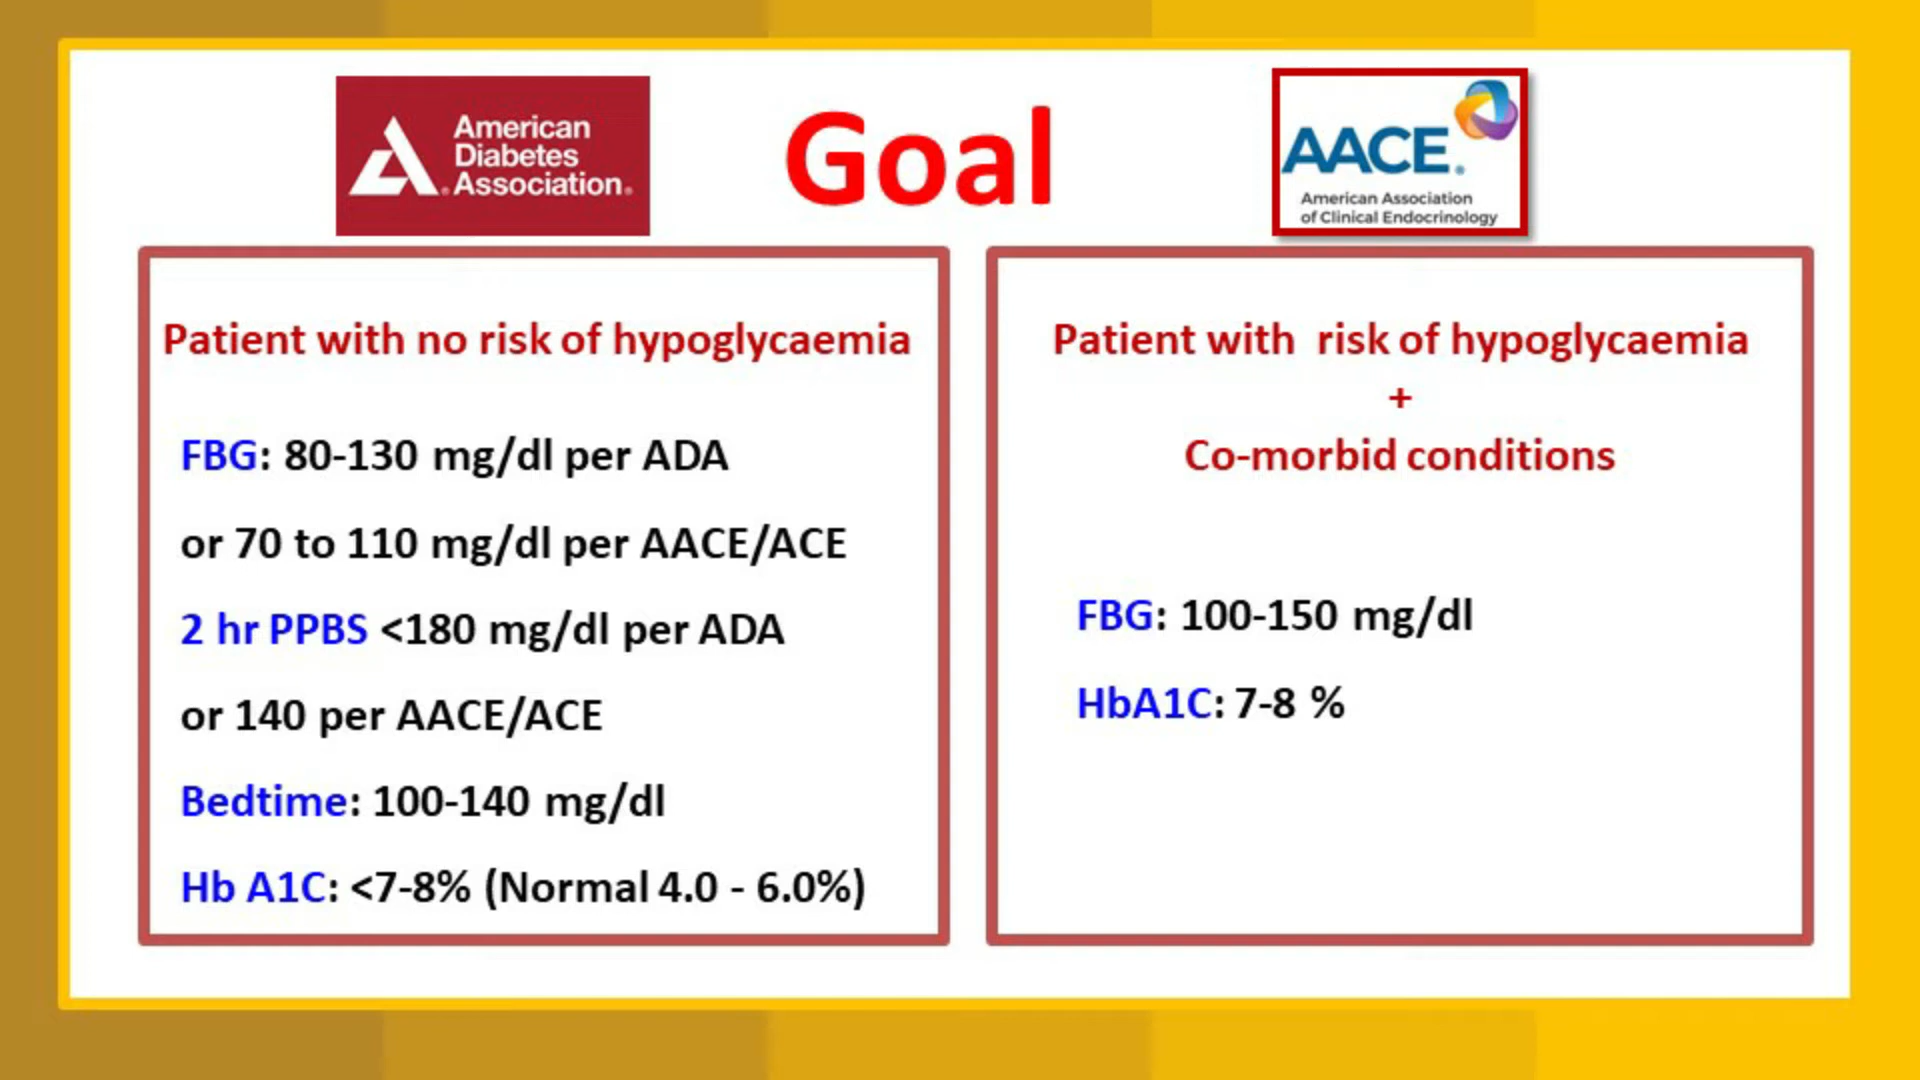 American
Diabetes
Association®
Goal
AACE®
American Association
of Clinical Endocrinology
Patient with no risk of hypoglycaemia
FBG: 80-130 mg/dl per ADA
or 70 to 110 mg/dl per AACE/ACE
2 hr PPBS <180 mg/dl per ADA
or 140 per AACE/ACE
Bedtime: 100-140 mg/dl
Hb A1C: <7-8% (Normal 4.0 - 6.0%)
Patient with risk of hypoglycaemia
+
Co-morbid conditions
FBG: 100-150 mg/dl
HbA1C: 7-8 %